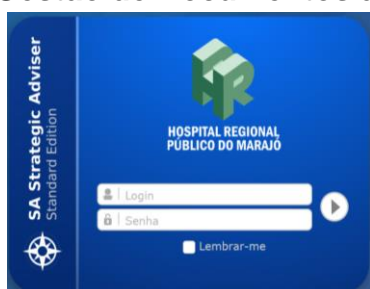 SA Strategic Adviser
Standard Edition
HOSPITAL REGIONAL
PÚBLICO DO MARAJÓ
Login
Senha
Lembrar-me